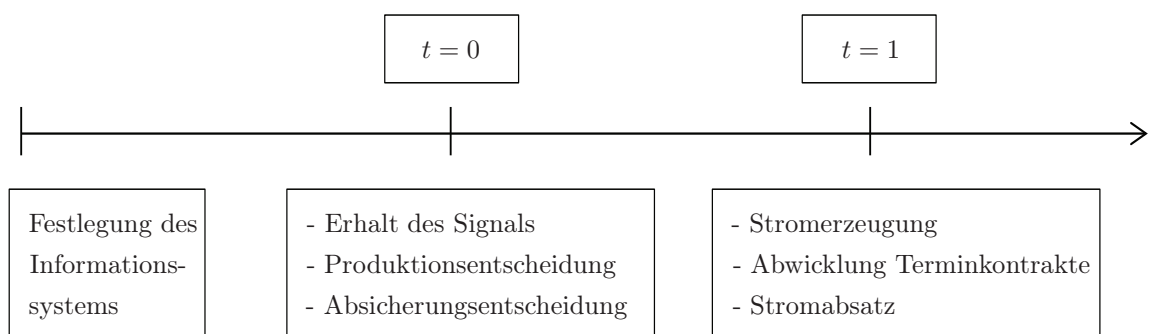 t = 0
t = 1
Festlegung des
Informations-
systems
- Erhalt des Signals
- Produktionsentscheidung
- Absicherungsentscheidung
- Stromerzeugung
- Abwicklung Terminkontrakte
- Stromabsatz